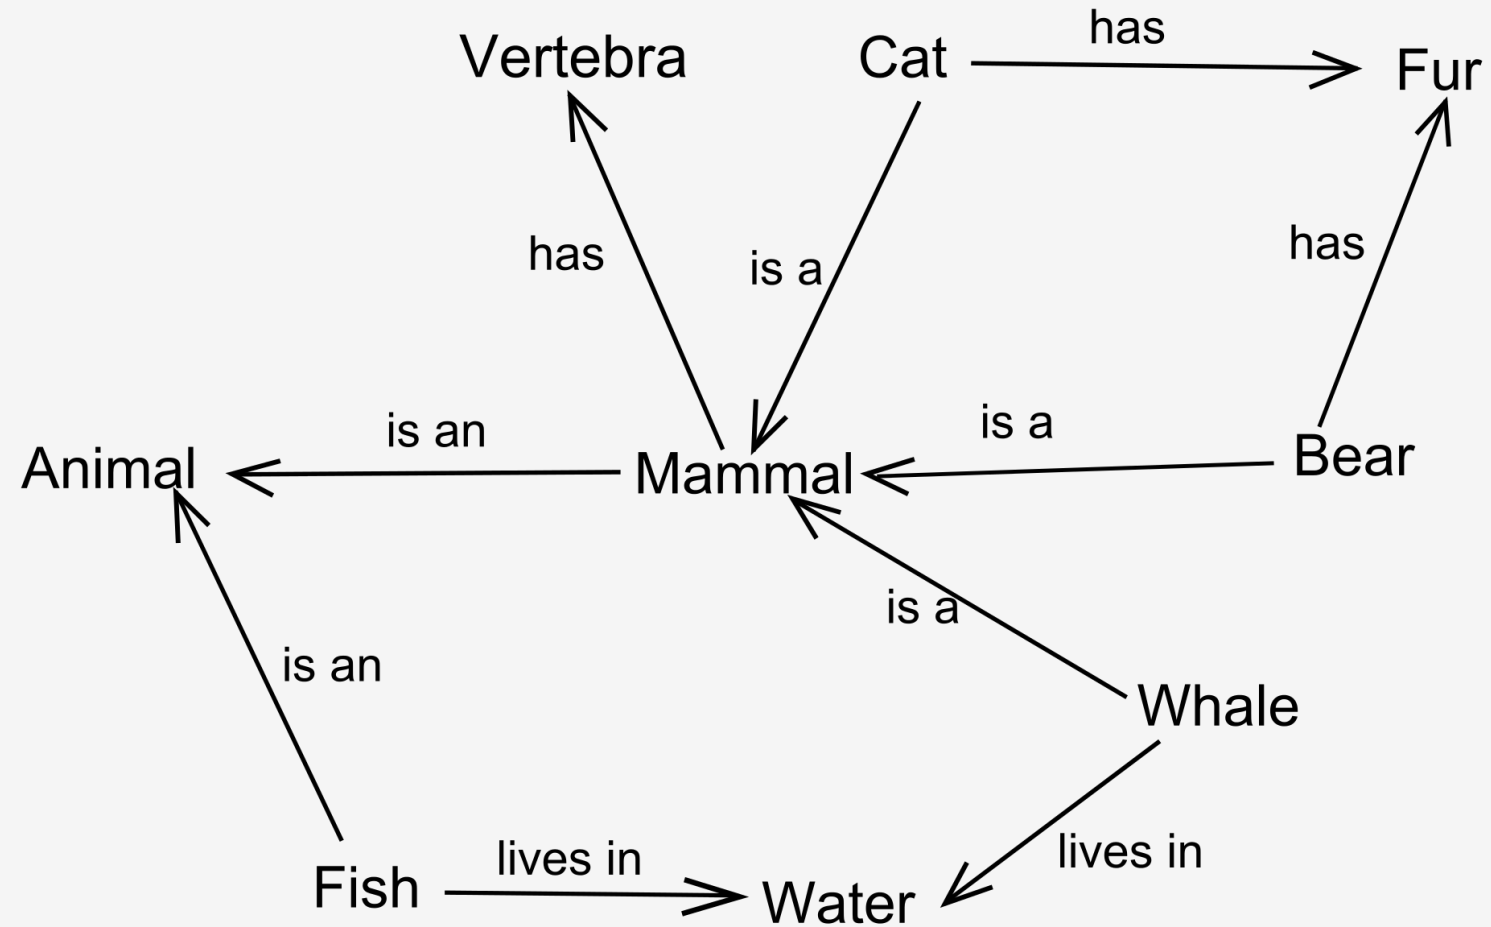 has
Vertebra
Cat
Fur
has
is a
has
is an
is a
Animal
Mammal
Bear
is a
is an
Whale
lives in
lives in
Fish
Water